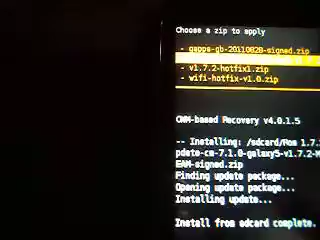 Choose a zip to apply
- gapps-gb-20110828-signed.zip
- v1.7.2-hotfix1.zip
- wifi-hotfix-v1.0.zip
CWM-based Recovery v4.0.1.5
-- Installing: /sdcard/Rom 1.7.
pdate-cm-7.1.0-galaxy5-v1.7.2-M
EAM-signed.zip
Finding update package...
Opening update package...
Installing update...
Install from sdcard complete.